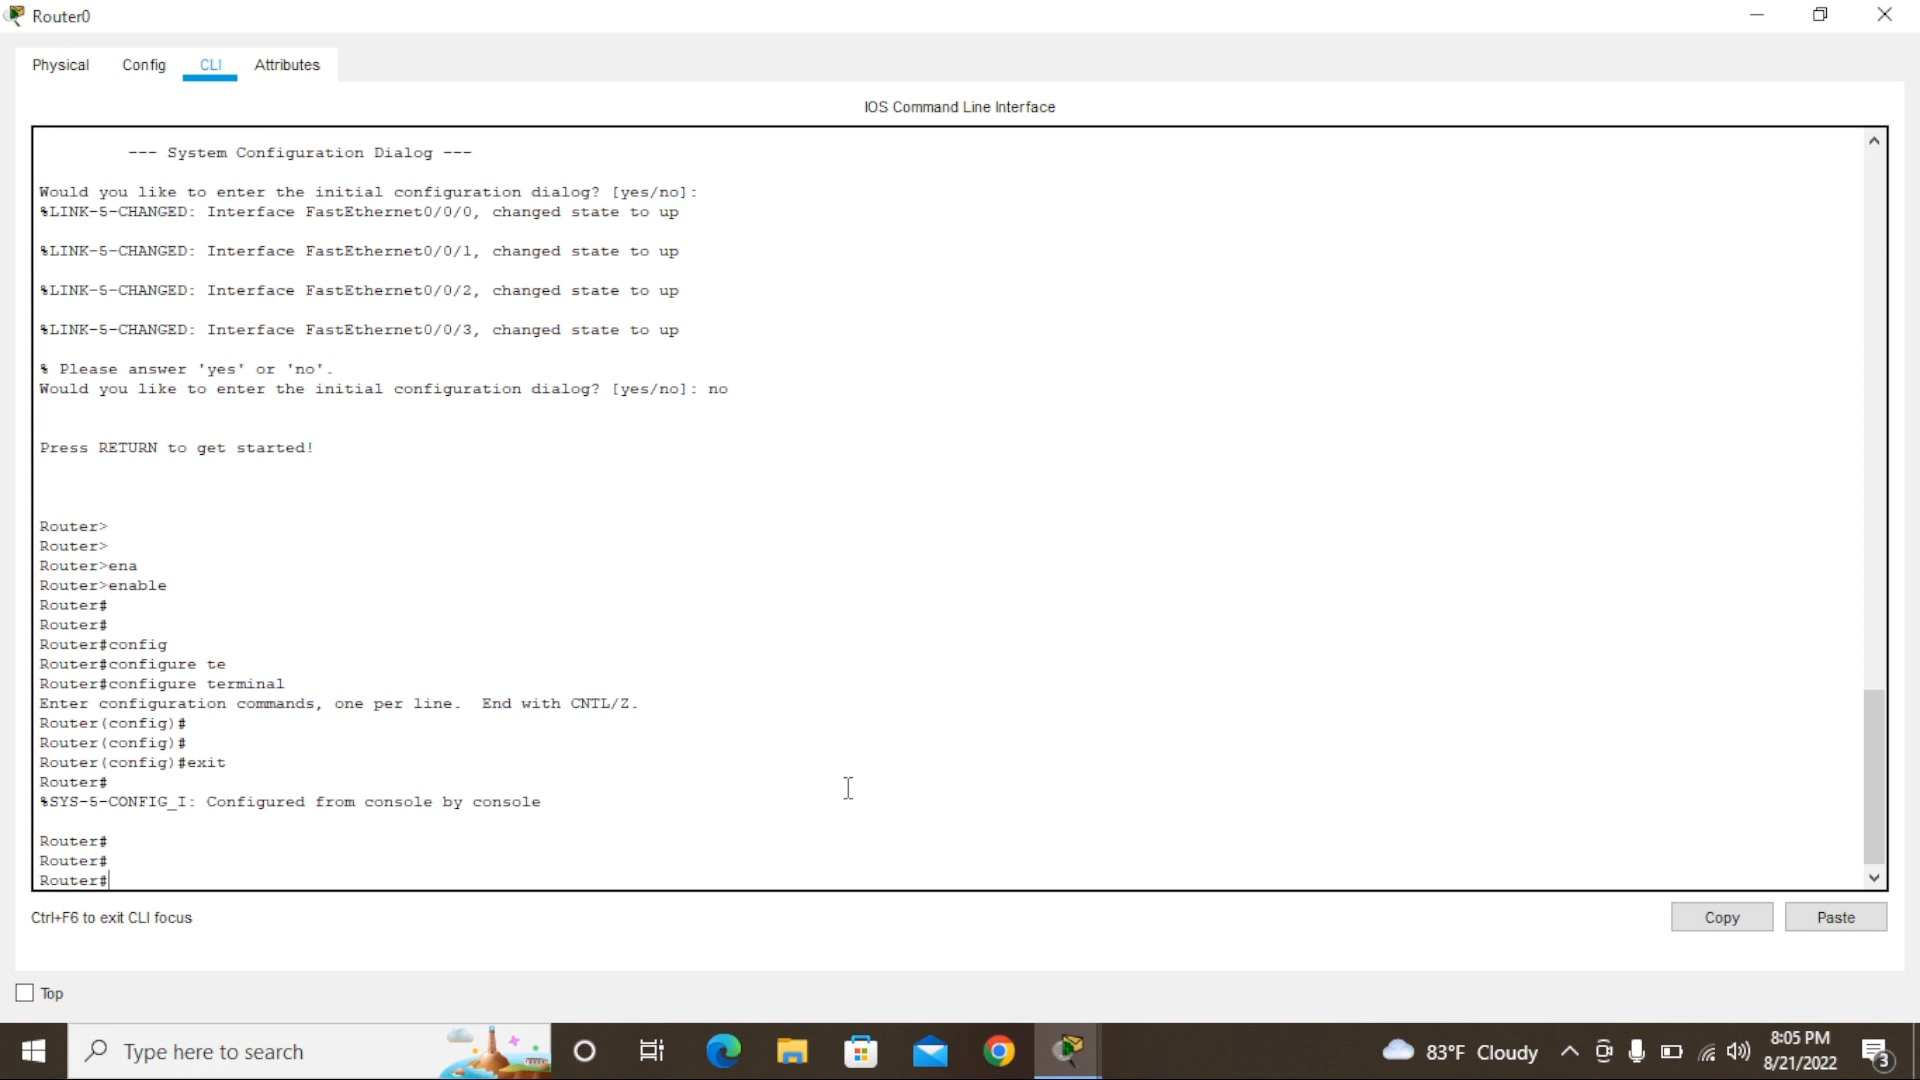 Router0
Physical Config CLI Attributes
IOS Command Line Interface
--- System Configuration Dialog ---
Would you like to enter the initial configuration dialog? [yes/no]:
%LINK-5-CHANGED: Interface FastEthernet0/0/0, changed state to up
%LINK-5-CHANGED: Interface FastEthernet0/0/1, changed state to up
%LINK-5-CHANGED: Interface FastEthernet0/0/2, changed state to up
%LINK-5-CHANGED: Interface FastEthernet0/0/3, changed state to up
% Please answer 'yes' or 'no'.
Would you like to enter the initial configuration dialog? [yes/no]: no
Press RETURN to get started!
Router>
Router>
Router>ena
Router>enable
Router#
Router#
Router#config
Router#configure te
Router#configure terminal
Enter configuration commands, one per line.  End with CNTL/Z.
Router(config)#
Router(config)#
Router(config)#exit
Router#
%SYS-5-CONFIG_I: Configured from console by console
Router#
Router#
Router#
Ctrl+F6 to exit CLI focus
Copy Paste
Top
Type here to search
83°F Cloudy
8:05 PM
8/21/2022
3